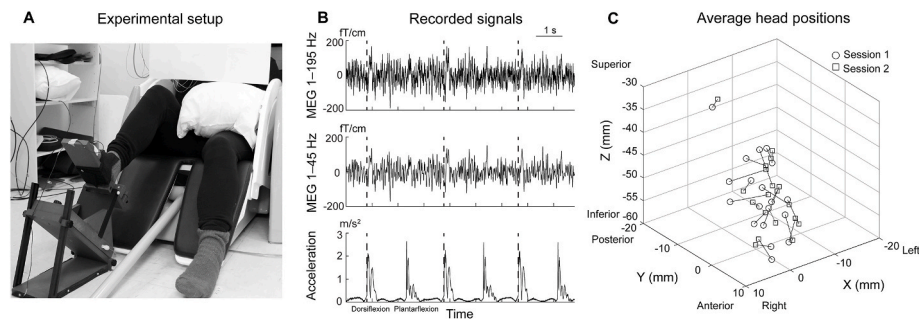 A Experimental setup
B Recorded signals
C Average head positions
fT/cm
1 s
MEG 1–195 Hz
200
0
-200
fT/cm
MEG 1–45 Hz
200
0
-200
m/s²
Acceleration
3
2
1
0
Dorsiflexion Plantarflexion
Time
Superior
Session 1
Session 2
Z (mm)
-30
-35
-40
-45
-50
-55
-60
Inferior
-20
Posterior
-10
Y (mm)
0
Anterior
10
10
Right
0
X (mm)
-10
-20
Left